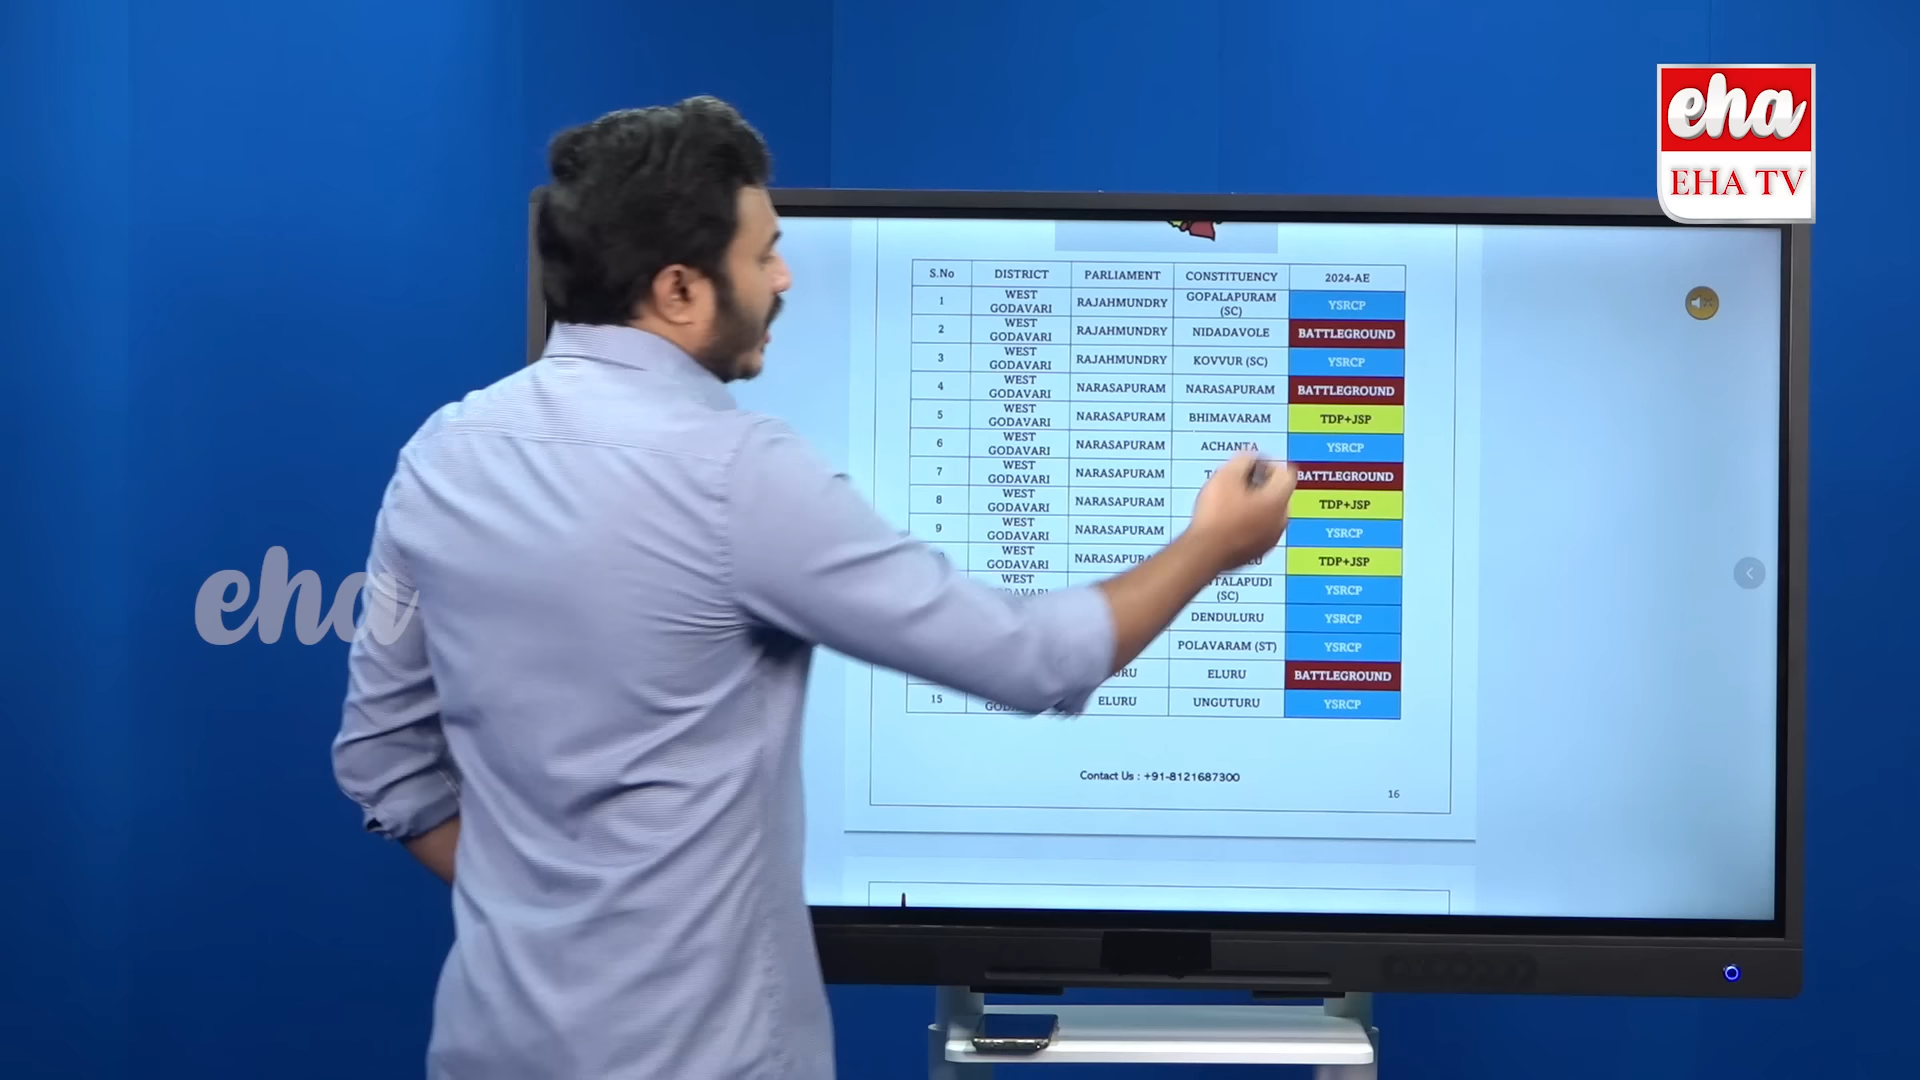 eha
EHA TV
S.No DISTRICT PARLIAMENT CONSTITUENCY 2024-AE
1 WEST GODAVARI RAJAHMUNDRY GOPALAPURAM (SC) YSRCP
2 WEST GODAVARI RAJAHMUNDRY NIDADAVOLE BATTLEGROUND
3 WEST GODAVARI RAJAHMUNDRY KOVVUR (SC) YSRCP
4 WEST GODAVARI NARASAPURAM NARASAPURAM BATTLEGROUND
5 WEST GODAVARI NARASAPURAM BHIMAVARAM TDP+JSP
6 WEST GODAVARI NARASAPURAM ACHANTA YSRCP
7 WEST GODAVARI NARASAPURAM BATTLEGROUND
8 WEST GODAVARI NARASAPURAM TDP+JSP
9 WEST GODAVARI NARASAPURAM YSRCP
WEST GODAVARI TDP+JSP
WEST (SC) YSRCP
DENDULURU YSRCP
POLAVARAM (ST) YSRCP
ELURU BATTLEGROUND
15 ELURU UNGUTURU YSRCP
Contact Us : +91-8121687300
16
eha